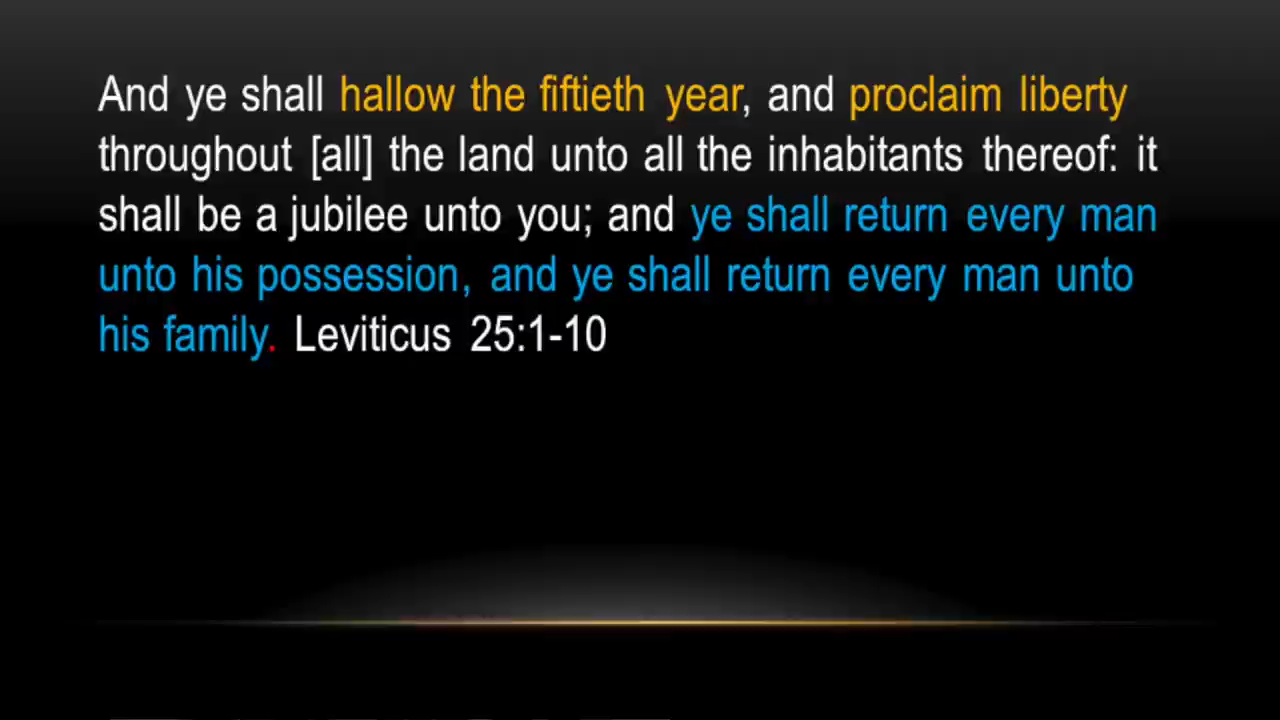 And ye shall hallow the fiftieth year, and proclaim liberty
throughout [all] the land unto all the inhabitants thereof: it
shall be a jubilee unto you; and ye shall return every man
unto his possession, and ye shall return every man unto
his family. Leviticus 25:1-10